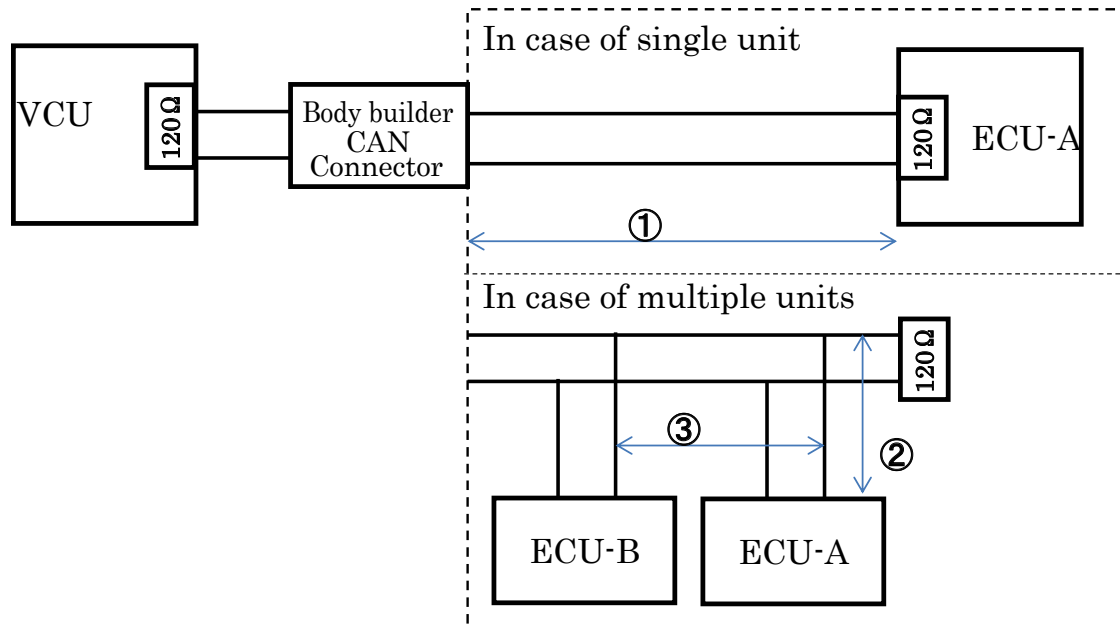 In case of single unit
VCU
120Ω
Body builder
CAN
Connector
120Ω
ECU-A
①
In case of multiple units
120Ω
③
②
ECU-B
ECU-A